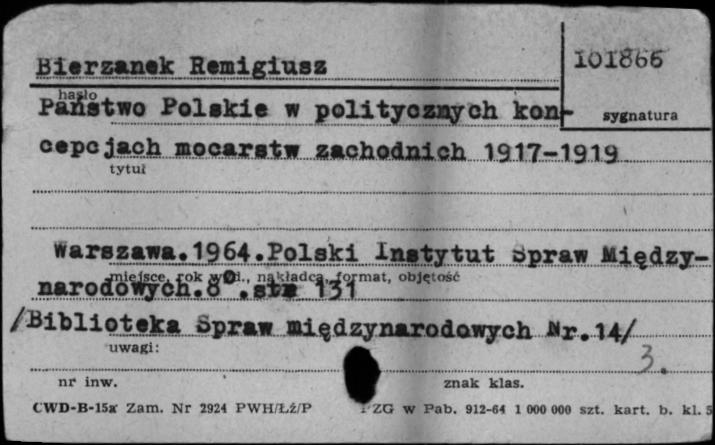 Bierzanek Remigiusz
101866
hasło
sygnatura
Państwo Polskie w politycznych kon-
cepcjach mocarstw zachodnich 1917-1919
tytuł
Warszawa.1964.Polski Instytut Spraw Między-
miejsce, rok wyd., nakładca, format, objętość
narodowych.8°.str 131
/Biblioteka Spraw międzynarodowych Nr.14/
uwagi:
3.
nr inw.
znak klas.
CWD-B-15a Zam. Nr 2924 PWH/Łź/P
PZG w Pab. 912-64 1 000 000 szt. kart. b. kl. 5